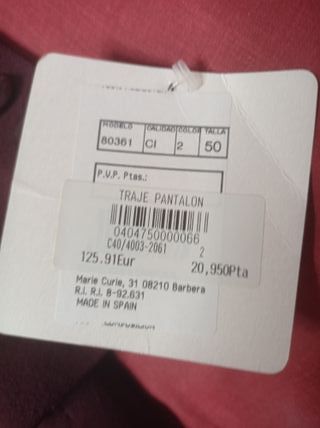 MODELO CALIDAD COLOR TALLA
80361 CI 2 50
P.V.P. Ptas.:
TRAJE PANTALON
0404750000066
C40/4003-2061 2
125.91Eur 20,950Pta
Marie Curie, 31 08210 Barbera
R.I. R.I. 8-92.631
MADE IN SPAIN